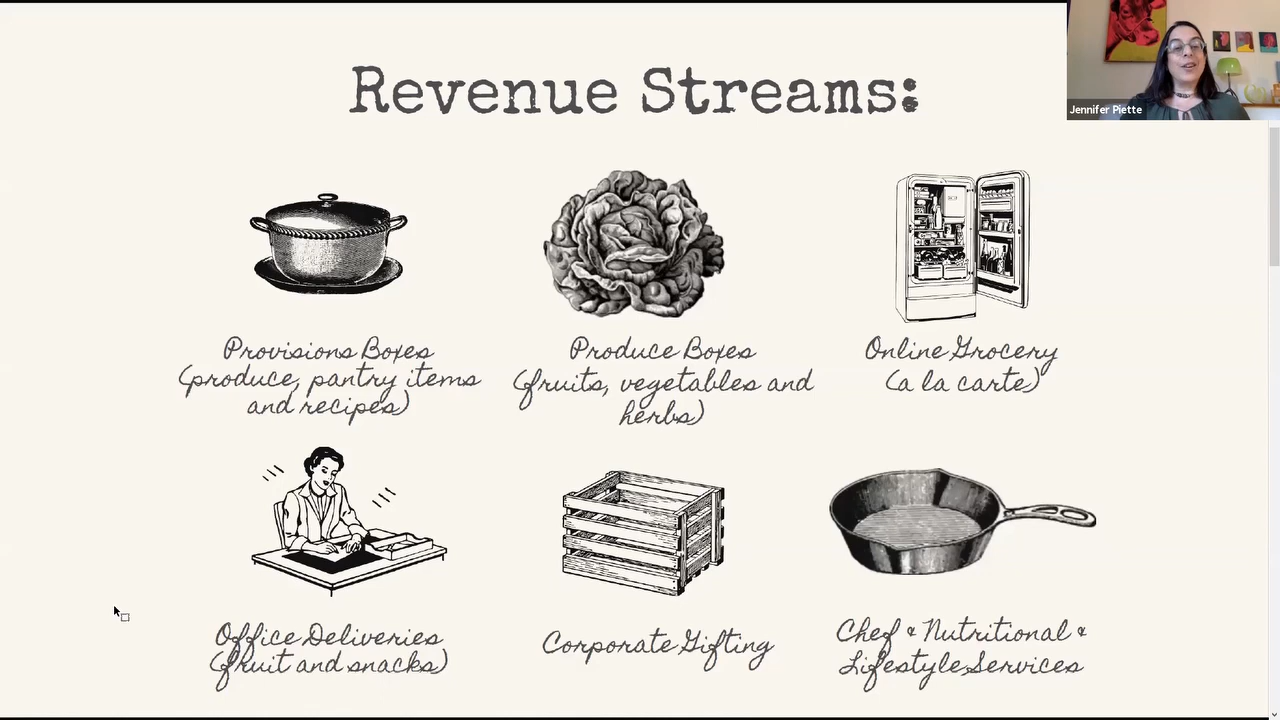 Jennifer Piette
Revenue Streams:
Provisions Boxes
(produce, pantry items
and recipes)
Produce Boxes
(fruits, vegetables and
herbs)
Online Grocery
(a la carte)
Office Deliveries
(fruit and snacks)
Corporate Gifting
Chef & Nutritional &
Lifestyle Services